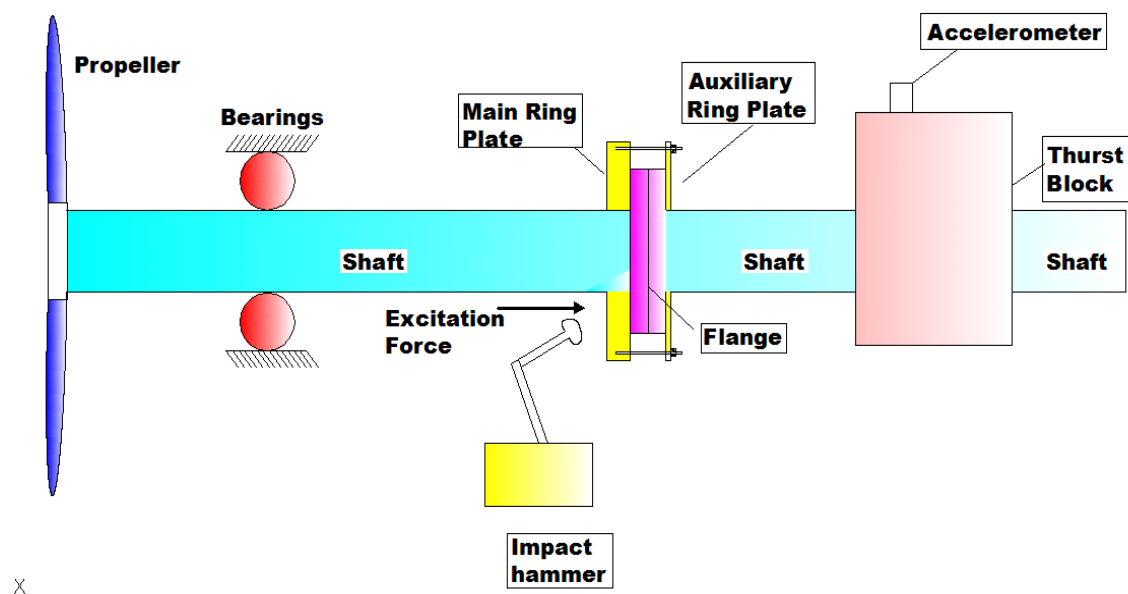 Accelerometer
Propeller
Auxiliary
Ring Plate
Main Ring
Plate
Bearings
Thurst
Block
Shaft
Shaft
Shaft
Excitation
Force
Flange
Impact
hammer
X